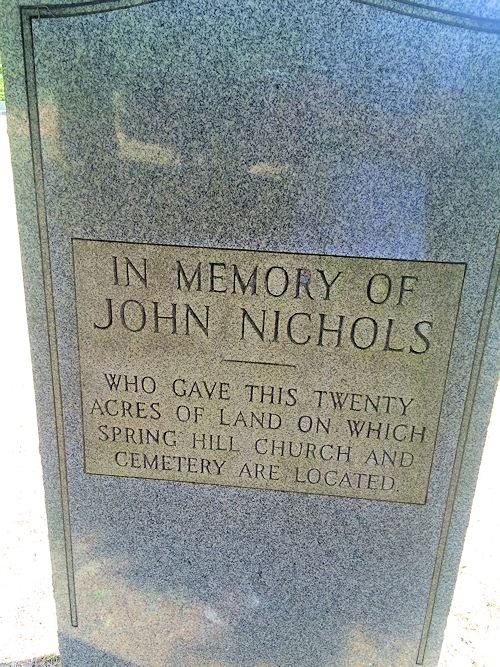 IN MEMORY OF
JOHN NICHOLS
WHO GAVE THIS TWENTY
ACRES OF LAND ON WHICH
SPRING HILL CHURCH AND
CEMETERY ARE LOCATED.